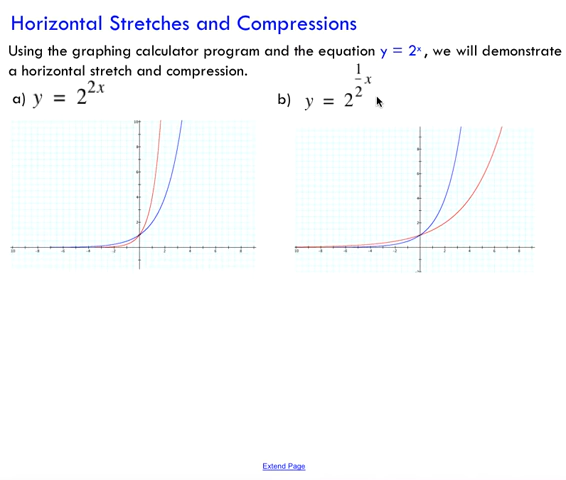 Horizontal Stretches and Compressions
Using the graphing calculator program and the equation y = 2ˣ, we will demonstrate
a horizontal stretch and compression.
a) y = 2^{2x}
b) y = 2^{\frac{1}{2}x}
Extend Page